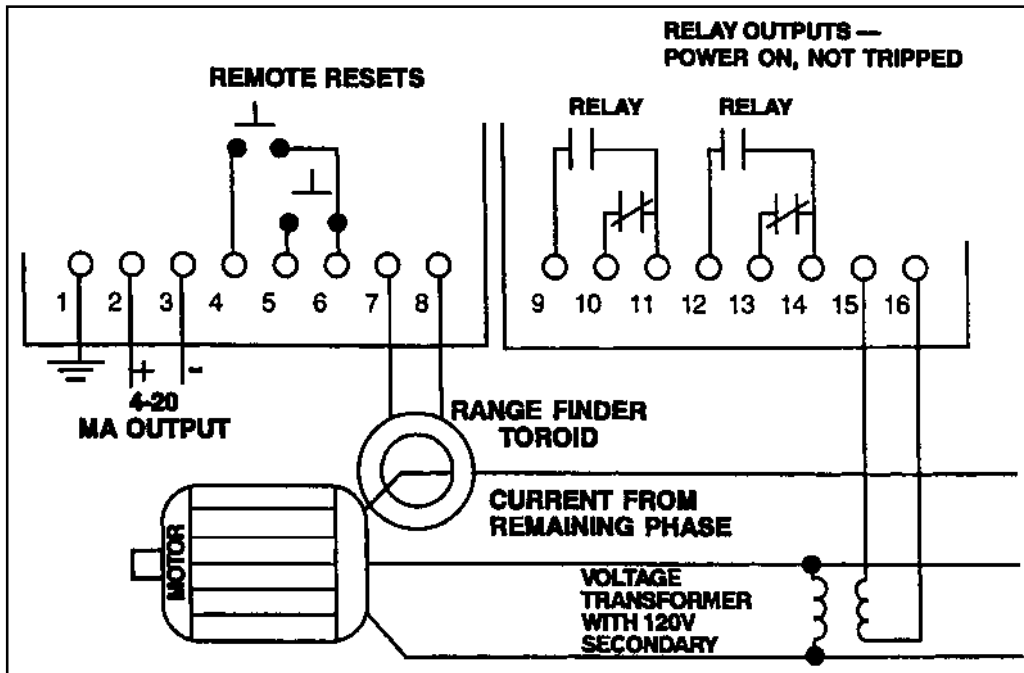 RELAY OUTPUTS —
POWER ON, NOT TRIPPED
REMOTE RESETS
RELAY
RELAY
1
2
3
4
5
6
7
8
9
10
11
12
13
14
15
16
+
-
4-20
MA OUTPUT
RANGE FINDER
TOROID
CURRENT FROM
REMAINING PHASE
MOTOR
VOLTAGE
TRANSFORMER
WITH 120V
SECONDARY